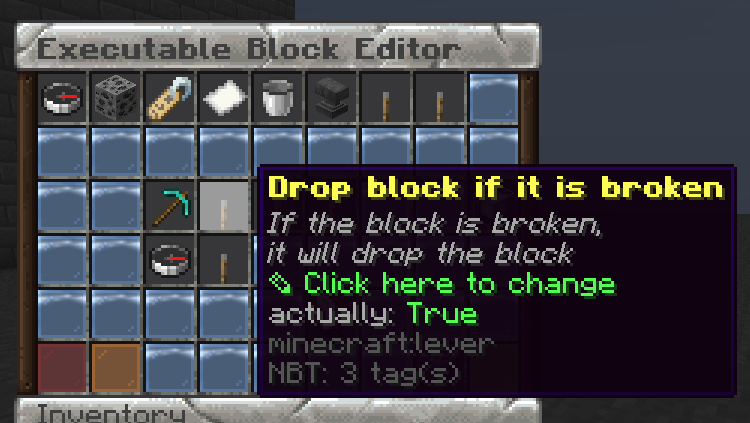 Executable Block Editor
Drop block if it is broken
If the block is broken,
it will drop the block
✎ Click here to change
actually: True
minecraft:lever
NBT: 3 tag(s)
Inventory